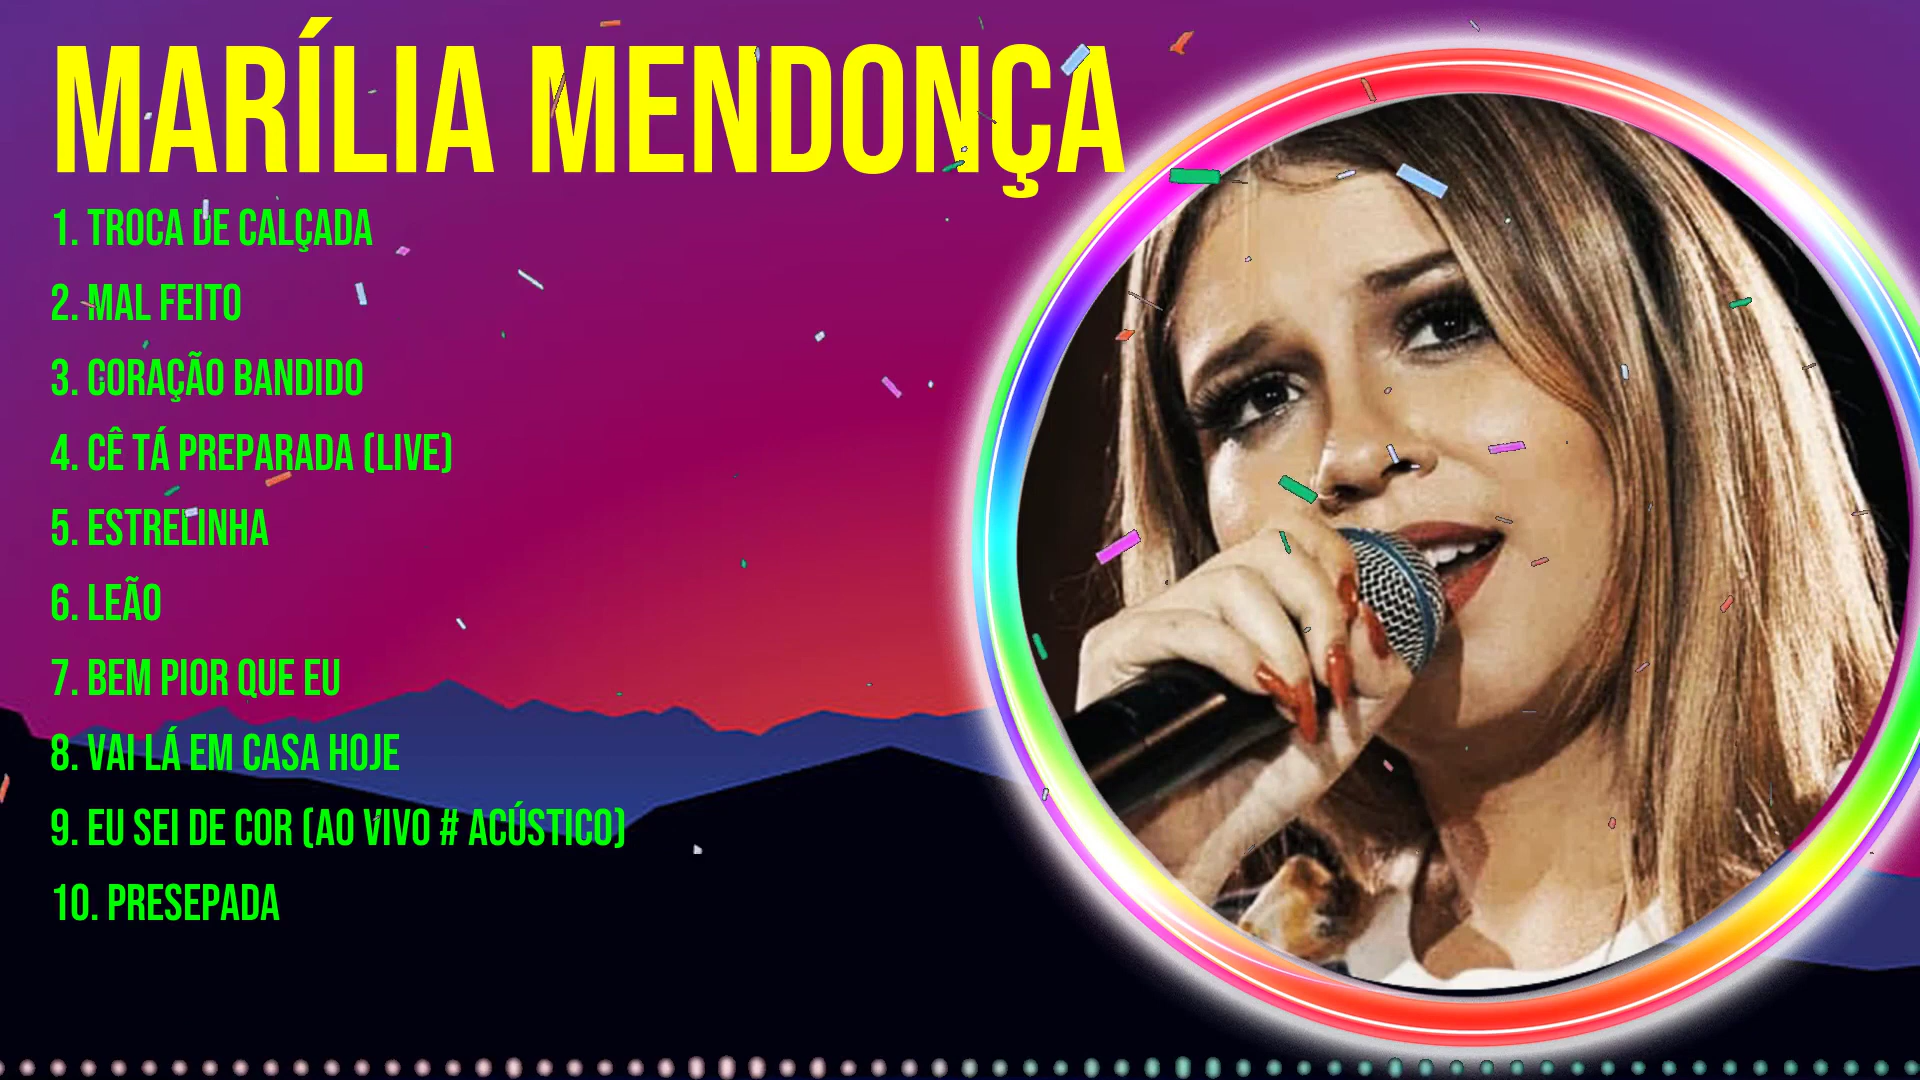 MARÍLIA MENDONÇA
1. TROCA DE CALÇADA
2. MAL FEITO
3. CORAÇÃO BANDIDO
4. CÊ TÁ PREPARADA (LIVE)
5. ESTRELINHA
6. LEÃO
7. BEM PIOR QUE EU
8. VAI LÁ EM CASA HOJE
9. EU SEI DE COR (AO VIVO # ACÚSTICO)
10. PRESEPADA